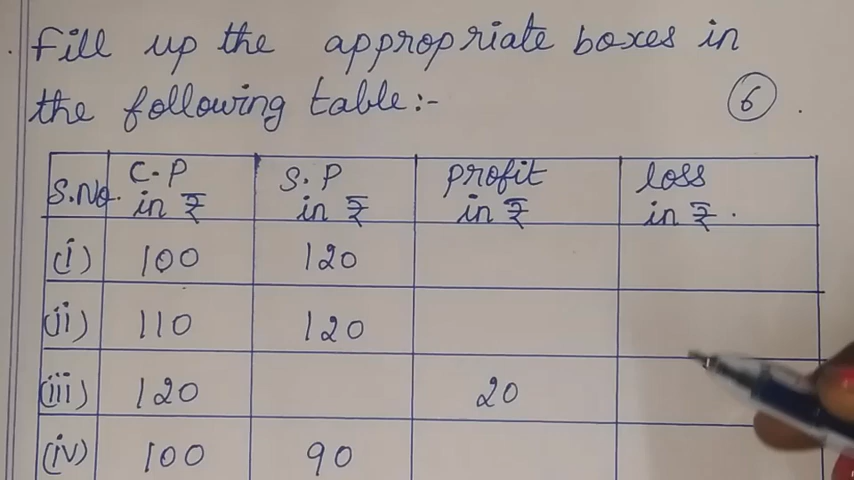 Fill up the appropriate boxes in
the following table:-
6
S.No. C.P in ₹ S.P in ₹ profit in ₹ loss in ₹.
(i) 100 120
(ii) 110 120
(iii) 120 20
(iv) 100 90